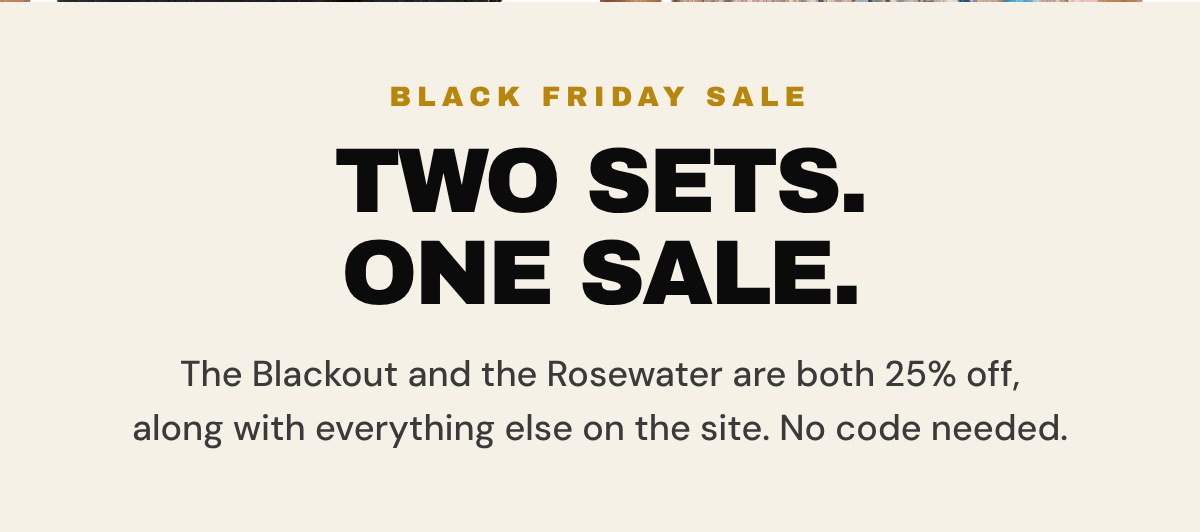 BLACK FRIDAY SALE
TWO SETS.
ONE SALE.
The Blackout and the Rosewater are both 25% off,
along with everything else on the site. No code needed.